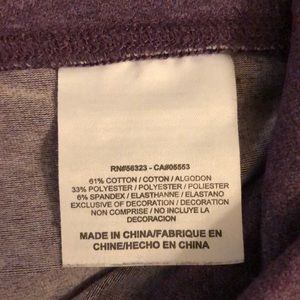 RN#56323 - CA#05553
61% COTTON / COTON / ALGODON
33% POLYESTER / POLYESTER / POLIESTER
6% SPANDEX / ELASTHANNE / ELASTANO
EXCLUSIVE OF DECORATION / DECORATION
NON COMPRISE / NO INCLUYE LA
DECORACION
MADE IN CHINA/FABRIQUE EN
CHINE/HECHO EN CHINA